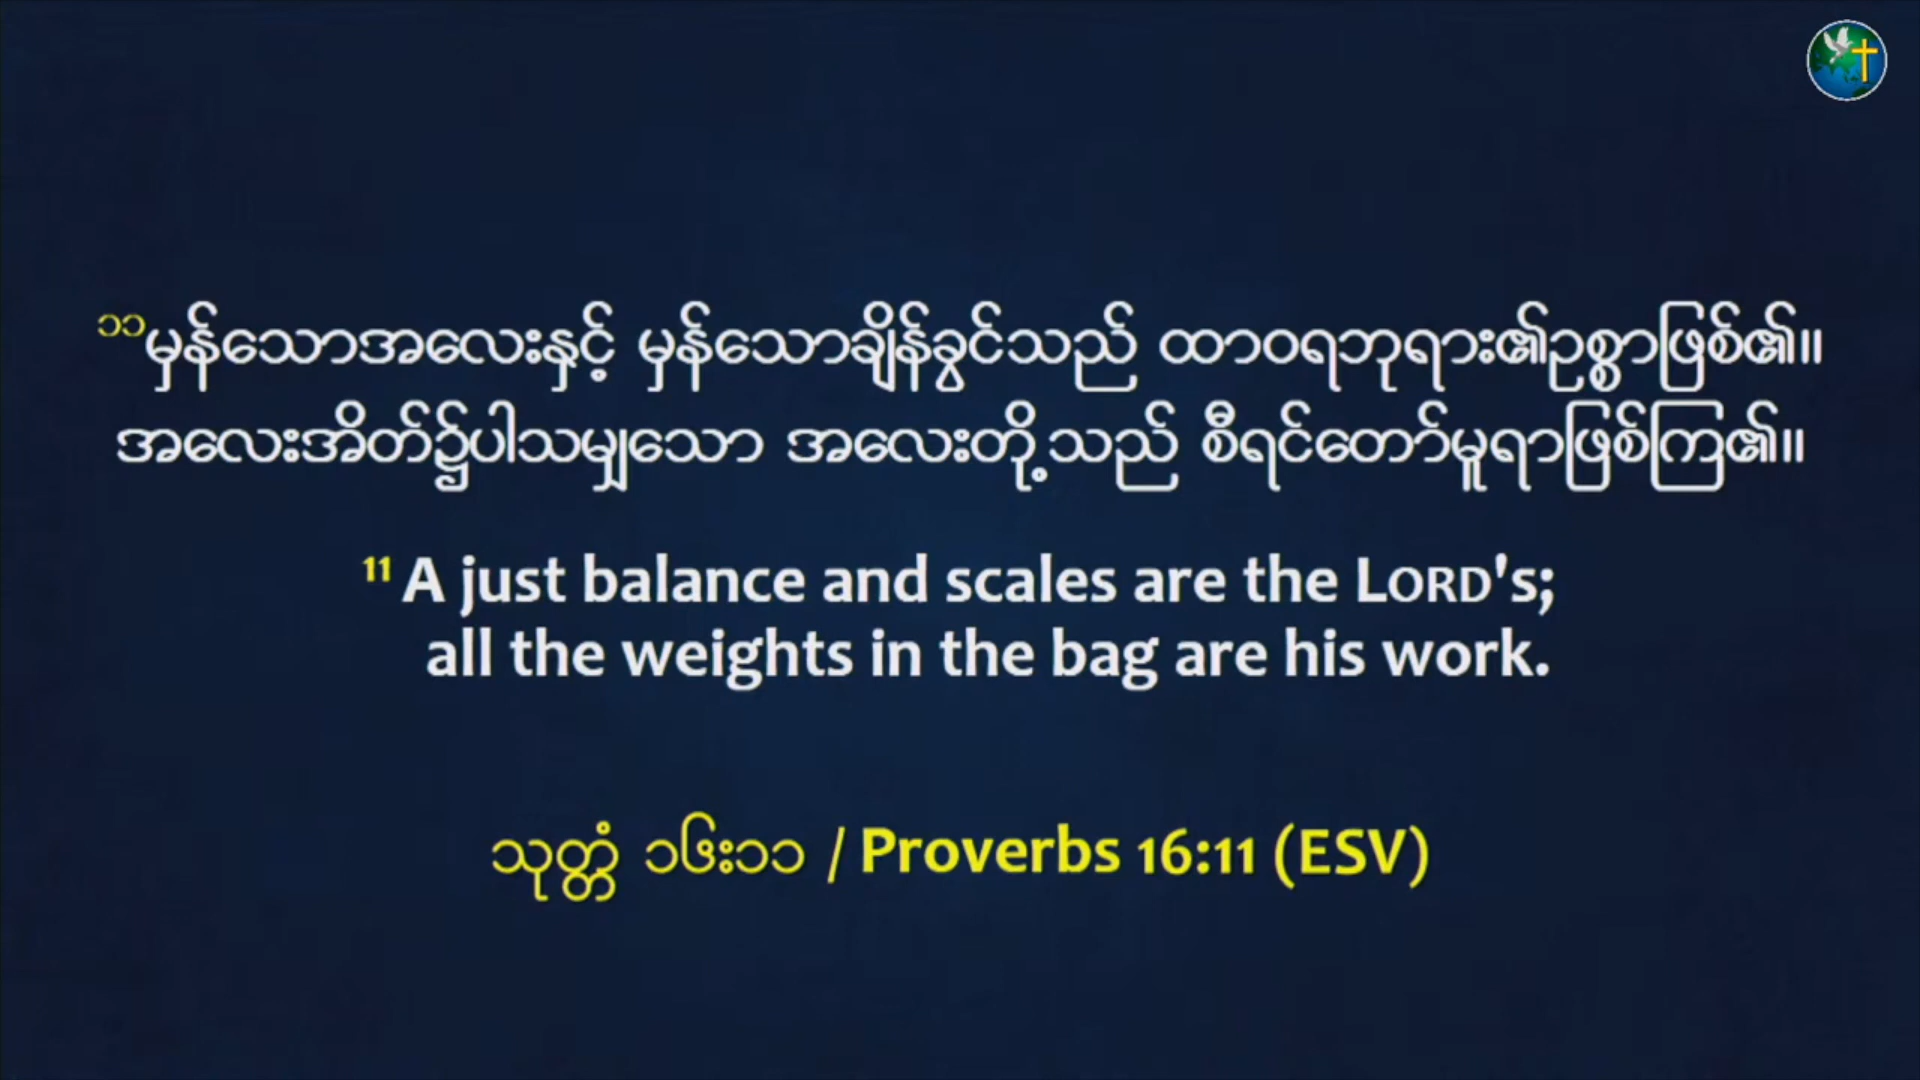 ၁၁မှန်သောအလေးနှင့် မှန်သောချိန်ခွင်သည် ထာဝရဘုရား၏ဥစ္စာဖြစ်၏။
အလေးအိတ်၌ပါသမျှသော အလေးတို့သည် စီရင်တော်မူရာဖြစ်ကြ၏။
11 A just balance and scales are the LORD's;
all the weights in the bag are his work.
သုတ္တံ ၁၆း၁၁ / Proverbs 16:11 (ESV)